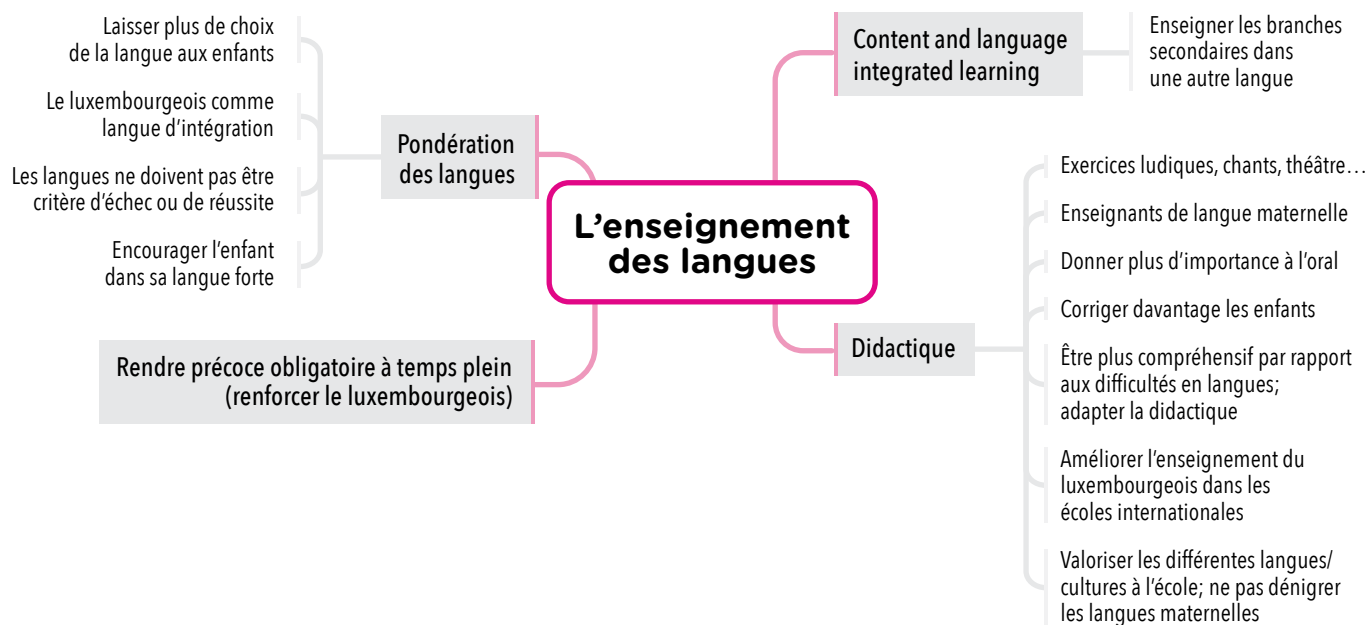 L'enseignement
des langues
Pondération
des langues
Laisser plus de choix
de la langue aux enfants
Le luxembourgeois comme
langue d'intégration
Les langues ne doivent pas être
critère d'échec ou de réussite
Encourager l'enfant
dans sa langue forte
Rendre précoce obligatoire à temps plein
(renforcer le luxembourgeois)
Content and language
integrated learning
Enseigner les branches
secondaires dans
une autre langue
Didactique
Exercices ludiques, chants, théâtre…
Enseignants de langue maternelle
Donner plus d'importance à l'oral
Corriger davantage les enfants
Être plus compréhensif par rapport
aux difficultés en langues;
adapter la didactique
Améliorer l'enseignement du
luxembourgeois dans les
écoles internationales
Valoriser les différentes langues/
cultures à l'école; ne pas dénigrer
les langues maternelles